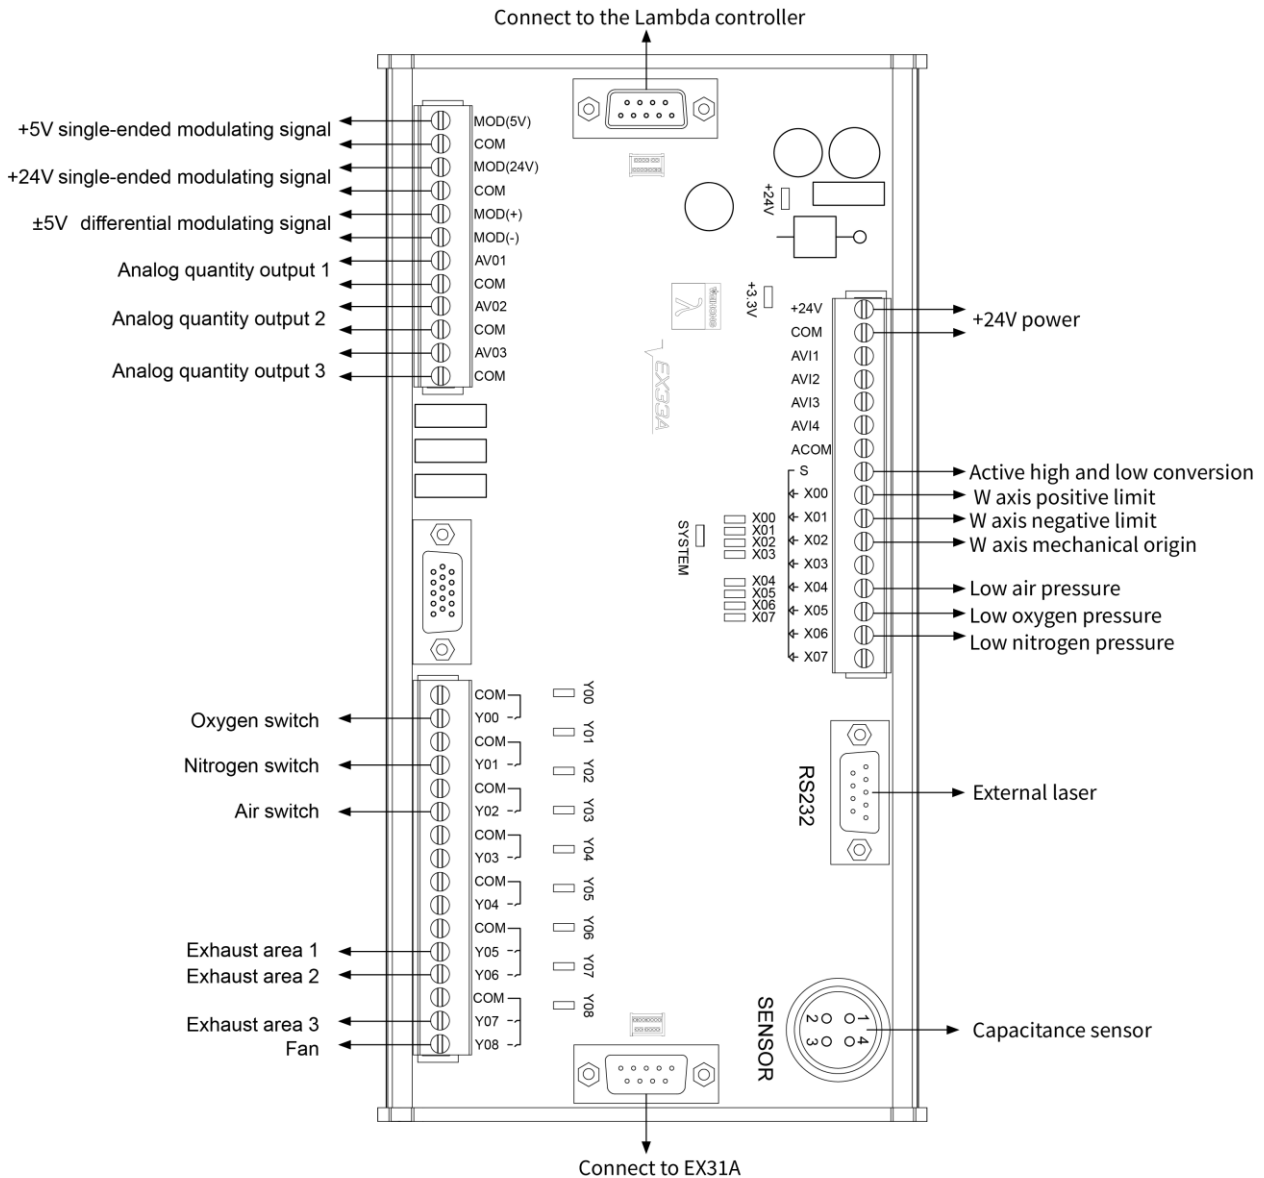 Connect to the Lambda controller
+5V single-ended modulating signal
MOD(5V)
COM
+24V single-ended modulating signal
MOD(24V)
COM
±5V differential modulating signal
MOD(+)
MOD(-)
Analog quantity output 1
AV01
COM
Analog quantity output 2
AV02
COM
Analog quantity output 3
AV03
COM
+24V
+3.3V
λ
EX33A
+24V
COM
+24V power
AVI1
AVI2
AVI3
AVI4
ACOM
S
Active high and low conversion
X00
W axis positive limit
X01
W axis negative limit
X02
W axis mechanical origin
X03
X04
Low air pressure
X05
Low oxygen pressure
X06
Low nitrogen pressure
X07
SYSTEM
X00
X01
X02
X03
X04
X05
X06
X07
COM
Oxygen switch
Y00
COM
Nitrogen switch
Y01
COM
Air switch
Y02
COM
Y03
COM
Y04
COM
Exhaust area 1
Y05
Exhaust area 2
Y06
COM
Exhaust area 3
Y07
Fan
Y08
Y00
Y01
Y02
Y03
Y04
Y05
Y06
Y07
Y08
RS232
External laser
SENSOR
2
1
3
4
Capacitance sensor
Connect to EX31A